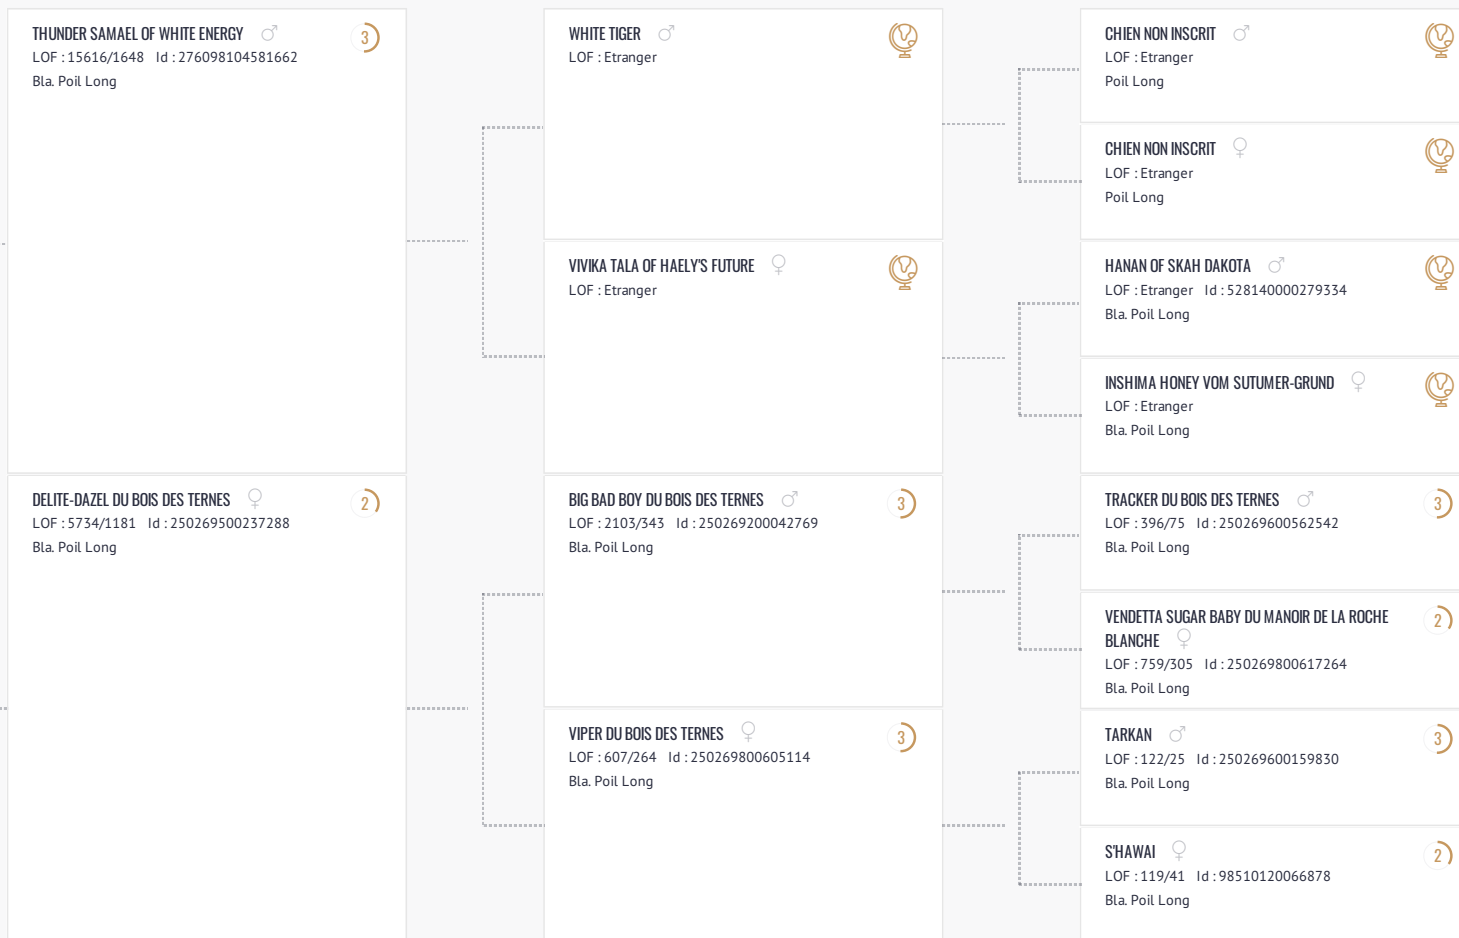 THUNDER SAMAEL OF WHITE ENERGY
3
LOF : 15616/1648 Id : 276098104581662
Bla. Poil Long
DELITE-DAZEL DU BOIS DES TERNES
2
LOF : 5734/1181 Id : 250269500237288
Bla. Poil Long
WHITE TIGER
LOF : Etranger
VIVIKA TALA OF HAELY'S FUTURE
LOF : Etranger
BIG BAD BOY DU BOIS DES TERNES
3
LOF : 2103/343 Id : 250269200042769
Bla. Poil Long
VIPER DU BOIS DES TERNES
3
LOF : 607/264 Id : 250269800605114
Bla. Poil Long
CHIEN NON INSCRIT
LOF : Etranger
Poil Long
CHIEN NON INSCRIT
LOF : Etranger
Poil Long
HANAN OF SKAH DAKOTA
LOF : Etranger Id : 528140000279334
Bla. Poil Long
INSHIMA HONEY VOM SUTUMER-GRUND
LOF : Etranger
Bla. Poil Long
TRACKER DU BOIS DES TERNES
3
LOF : 396/75 Id : 250269600562542
Bla. Poil Long
VENDETTA SUGAR BABY DU MANOIR DE LA ROCHE
BLANCHE
2
LOF : 759/305 Id : 250269800617264
Bla. Poil Long
TARKAN
3
LOF : 122/25 Id : 250269600159830
Bla. Poil Long
S'HAWAI
2
LOF : 119/41 Id : 98510120066878
Bla. Poil Long